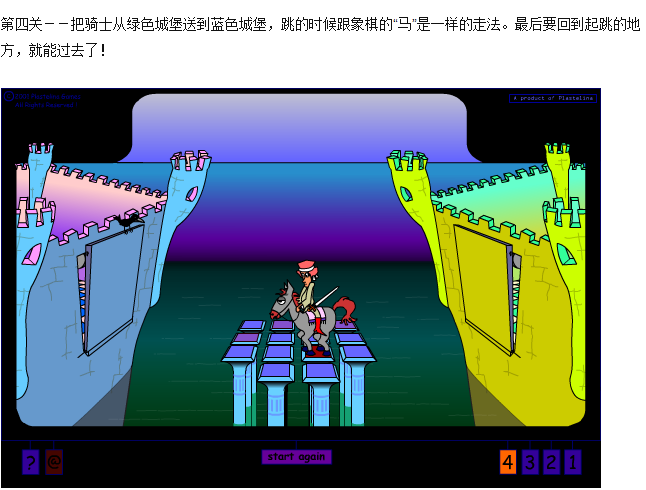 第四关－－把骑士从绿色城堡送到蓝色城堡，跳的时候跟象棋的“马”是一样的走法。最后要回到起跳的地
方，就能过去了！
A product of Plastelina
? @ start again 4 3 2 1